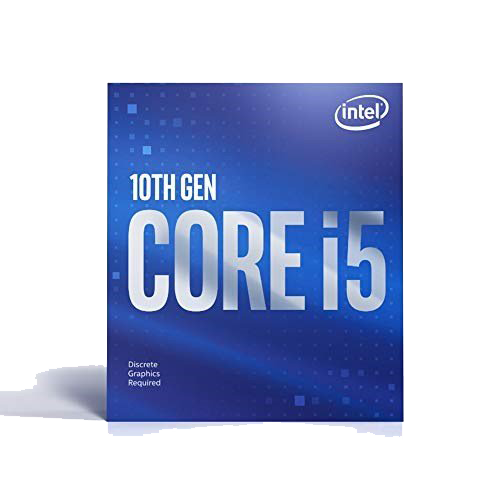 intel
10TH GEN
CORE i5
Discrete
Graphics
Required